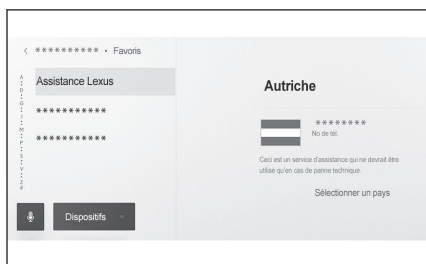 < ********** • Favoris
A
•
D
•
G
•
J
•
M
•
P
•
S
•
V
•
Z
#
Assistance Lexus
***********
***********
Dispositifs
Autriche
********
No de tél.
Ceci est un service d'assistance qui ne devrait être
utilisé qu'en cas de panne technique.
Sélectionner un pays